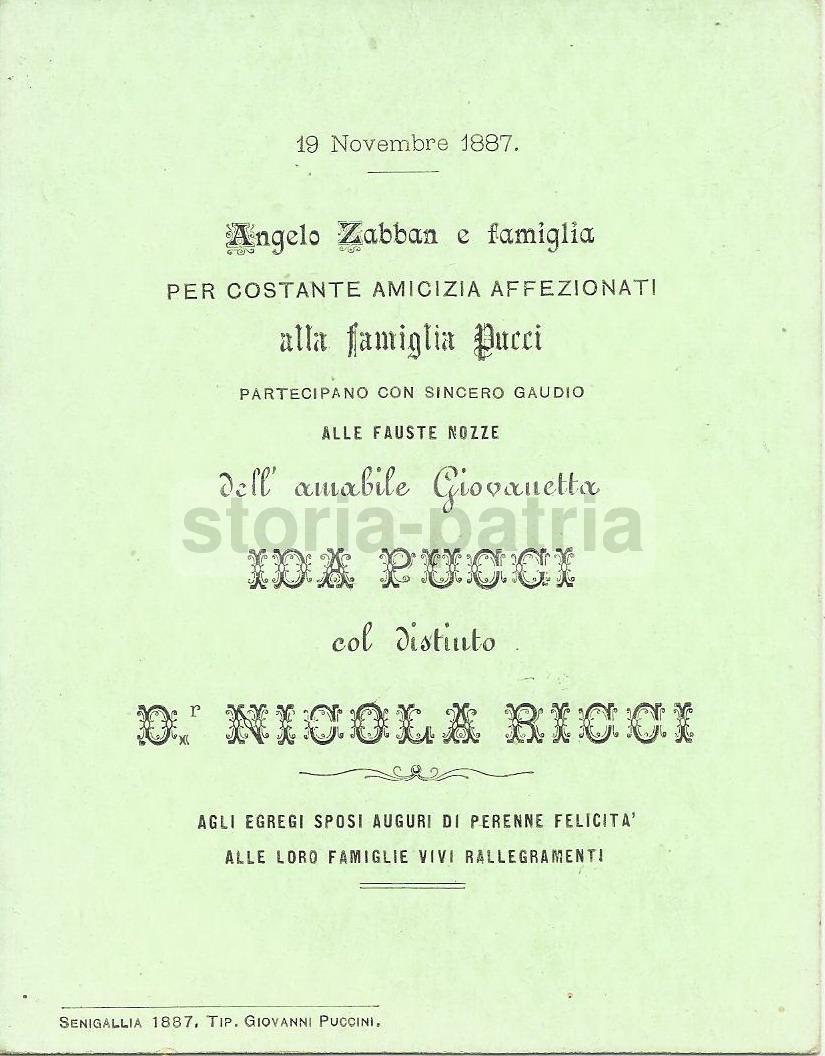 19 Novembre 1887.
Angelo Zabban e famiglia
PER COSTANTE AMICIZIA AFFEZIONATI
alla famiglia Pucci
PARTECIPANO CON SINCERO GAUDIO
ALLE FAUSTE NOZZE
dell' amabile Giovanetta
storia-patria
IDA PUCCI
col distinto
D.r NICOLA RICCI
AGLI EGREGI SPOSI AUGURI DI PERENNE FELICITA'
ALLE LORO FAMIGLIE VIVI RALLEGRAMENTI
SENIGALLIA 1887, TIP. GIOVANNI PUCCINI.